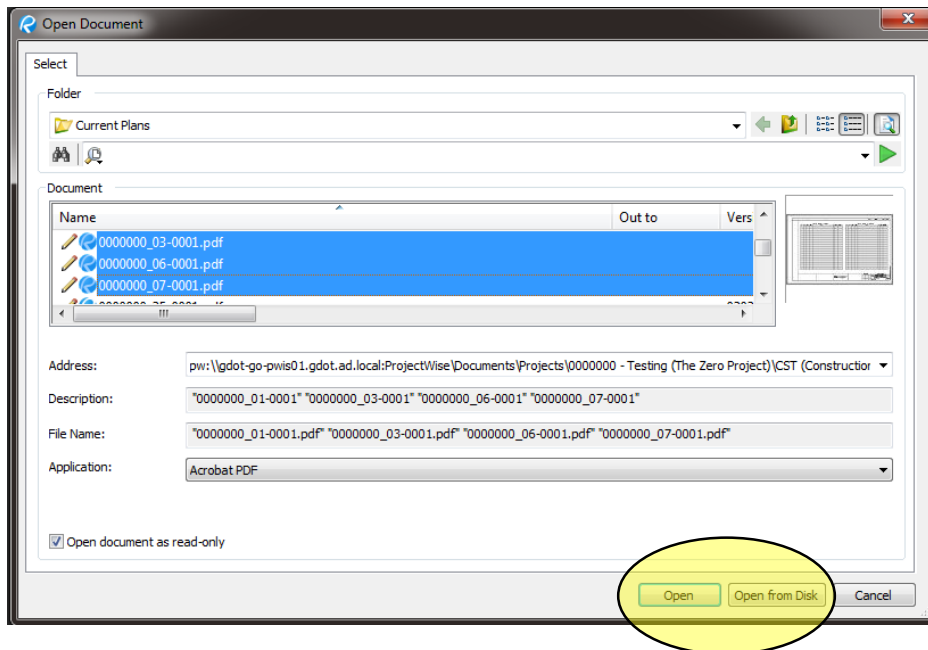 Open Document
Select
Folder
Current Plans
Document
Name Out to Vers
0000000_03-0001.pdf
0000000_06-0001.pdf
0000000_07-0001.pdf
Address: pw:\\gdot-go-pwis01.gdot.ad.local:ProjectWise\Documents\Projects\0000000 - Testing (The Zero Project)\CST (Construction
Description: "0000000_01-0001" "0000000_03-0001" "0000000_06-0001" "0000000_07-0001"
File Name: "0000000_01-0001.pdf" "0000000_03-0001.pdf" "0000000_06-0001.pdf" "0000000_07-0001.pdf"
Application: Acrobat PDF
Open document as read-only
Open Open from Disk Cancel